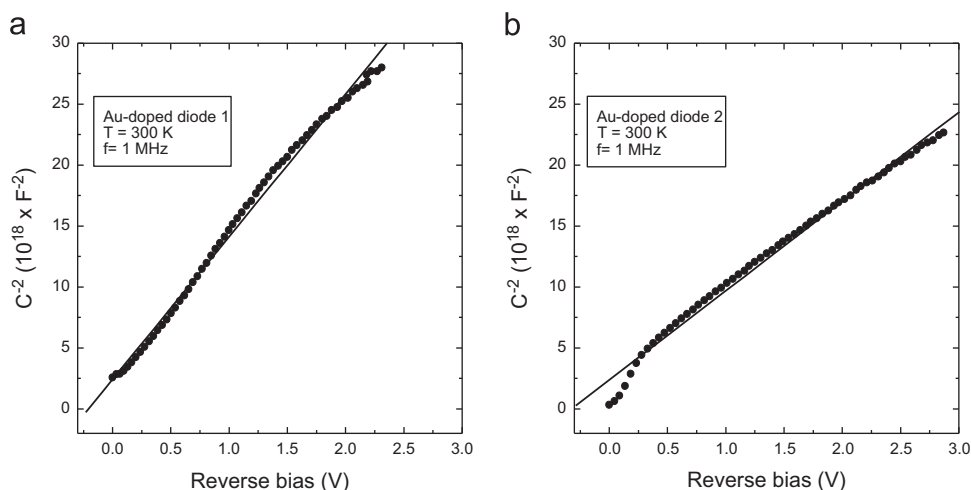 a
30
25
20
15
10
5
0
C⁻² (10¹⁸ x F⁻²)
Au-doped diode 1
T = 300 K
f= 1 MHz
0.0 0.5 1.0 1.5 2.0 2.5 3.0
Reverse bias (V)
b
30
25
20
15
10
5
0
C⁻² (10¹⁸ x F⁻²)
Au-doped diode 2
T = 300 K
f= 1 MHz
0.0 0.5 1.0 1.5 2.0 2.5 3.0
Reverse bias (V)